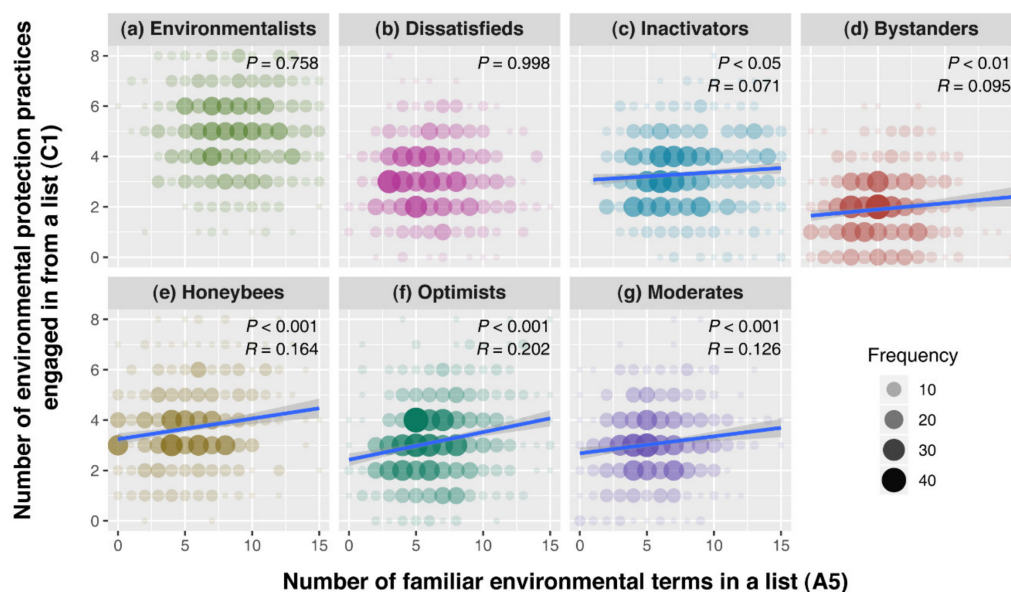 (a) Environmentalists
P = 0.758
(b) Dissatisfieds
P = 0.998
(c) Inactivators
P < 0.05
R = 0.071
(d) Bystanders
P < 0.01
R = 0.095
8
6
4
2
0
Number of environmental protection practices
engaged in from a list (C1)
(e) Honeybees
P < 0.001
R = 0.164
(f) Optimists
P < 0.001
R = 0.202
(g) Moderates
P < 0.001
R = 0.126
8
6
4
2
0
0 5 10 15
0 5 10 15
0 5 10 15
Number of familiar environmental terms in a list (A5)
Frequency
10
20
30
40